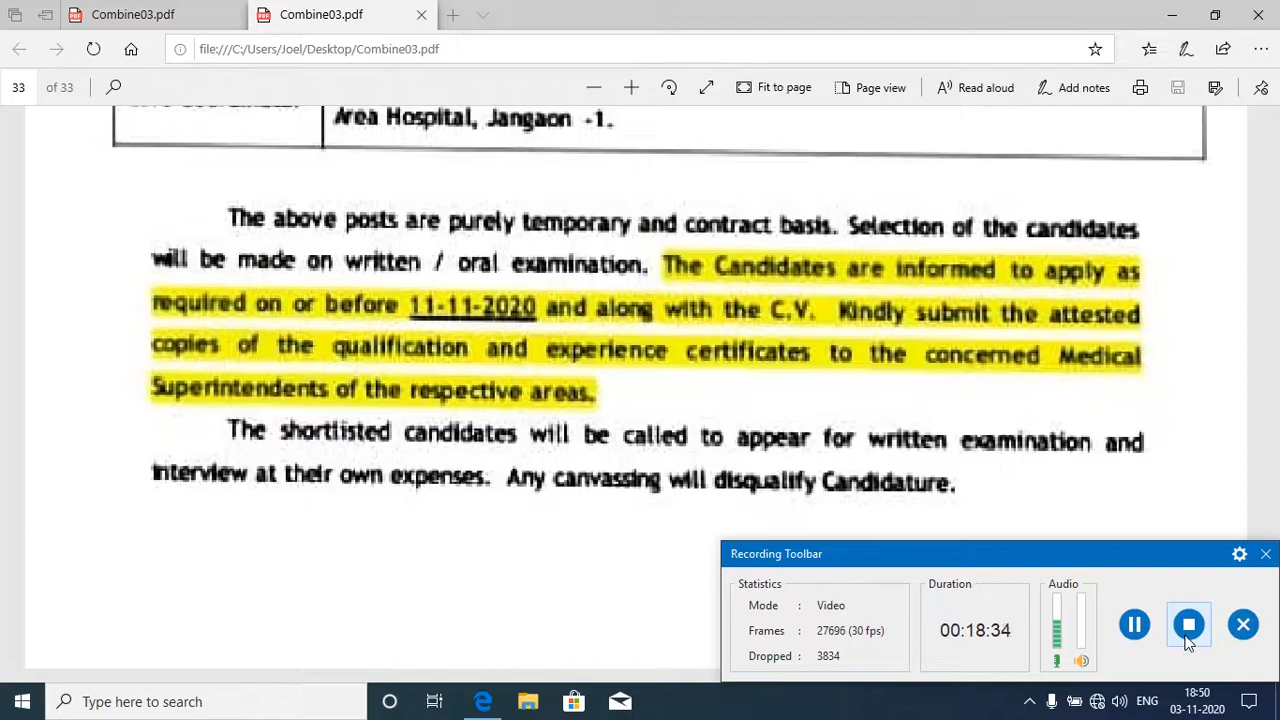 Combine03.pdf
Combine03.pdf
file:///C:/Users/Joel/Desktop/Combine03.pdf
33 of 33 Fit to page Page view Read aloud Add notes
Area Hospital, Jangaon -1.
The above posts are purely temporary and contract basis. Selection of the candidates
will be made on written / oral examination. The Candidates are informed to apply as
required on or before 11-11-2020 and along with the C.V. Kindly submit the attested
copies of the qualification and experience certificates to the concerned Medical
Superintendents of the respective areas.
The shortlisted candidates will be called to appear for written examination and
interview at their own expenses. Any canvassing will disqualify Candidature.
Recording Toolbar
Statistics
Mode : Video
Frames : 27696 (30 fps)
Dropped : 3834
Duration
00:18:34
Audio
Type here to search
ENG
18:50
03-11-2020